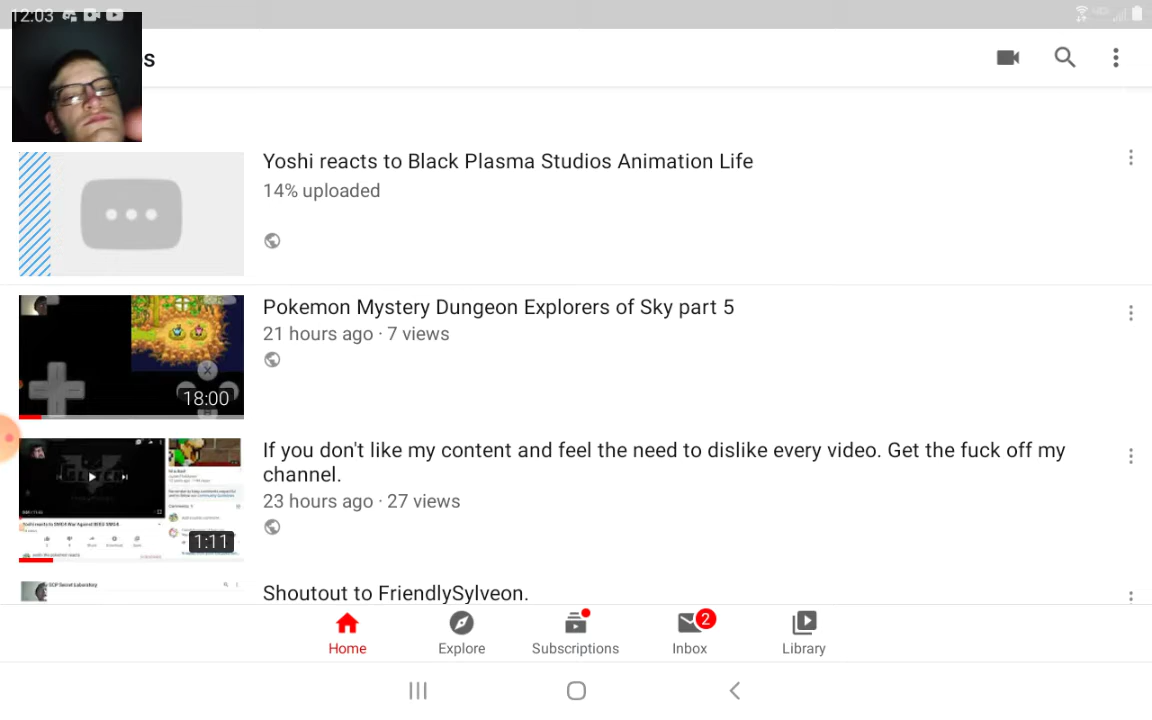 12:03
s
Yoshi reacts to Black Plasma Studios Animation Life
14% uploaded
Pokemon Mystery Dungeon Explorers of Sky part 5
21 hours ago · 7 views
18:00
If you don't like my content and feel the need to dislike every video. Get the fuck off my
channel.
23 hours ago · 27 views
1:11
SCP Secret Laboratory
Shoutout to FriendlySylveon.
Home
Explore
Subscriptions
2
Inbox
Library